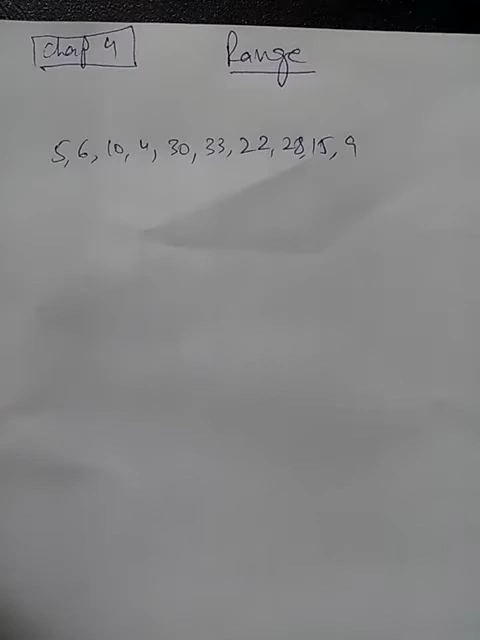 Chap 4
Range
5, 6, 10, 4, 30, 33, 22, 28, 15, 9